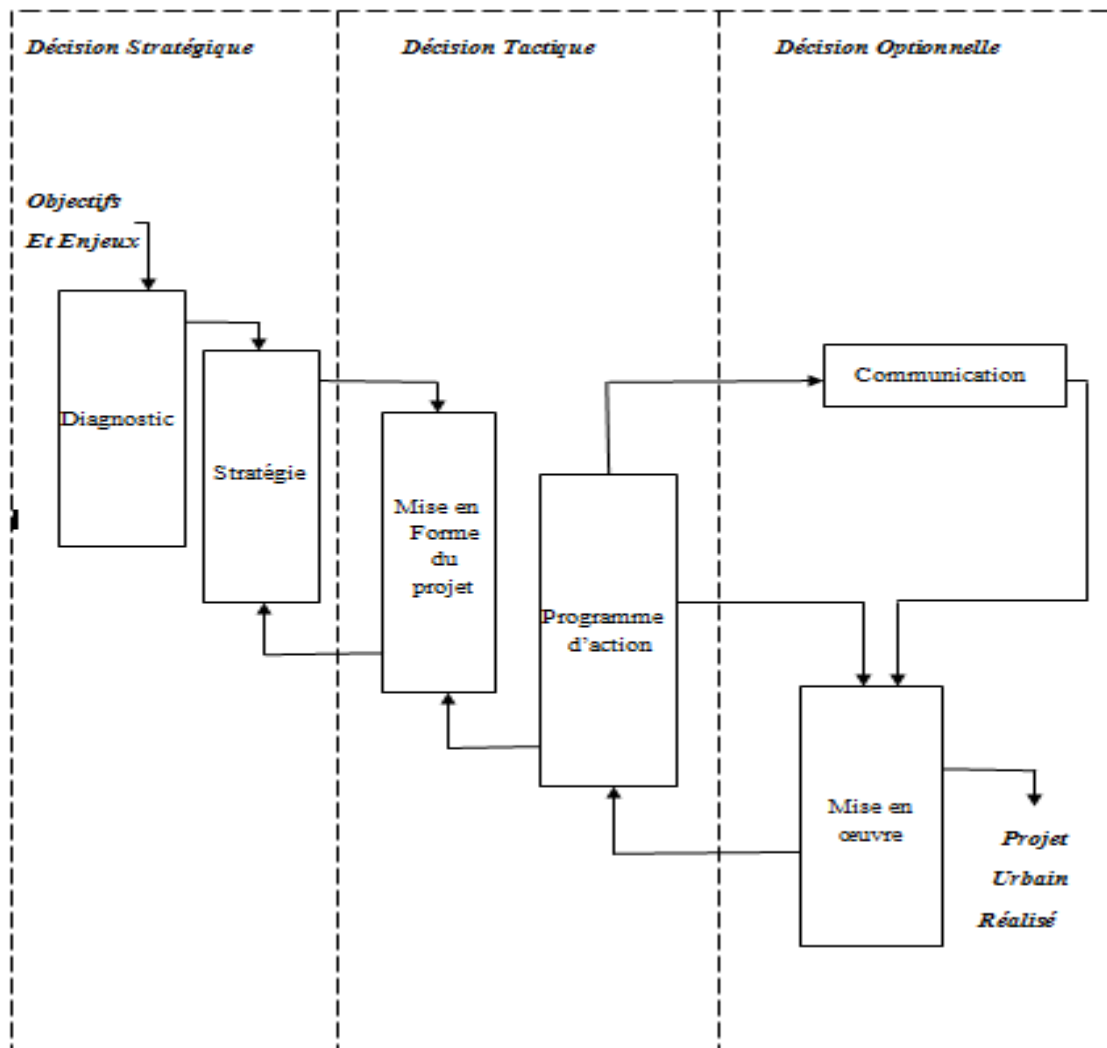 Décision Stratégique
Décision Tactique
Décision Optionnelle
Objectifs
Et Enjeux
Diagnostic
Stratégie
Mise en
Forme
du
projet
Programme
d'action
Communication
Mise en
œuvre
Projet
Urbain
Réalisé